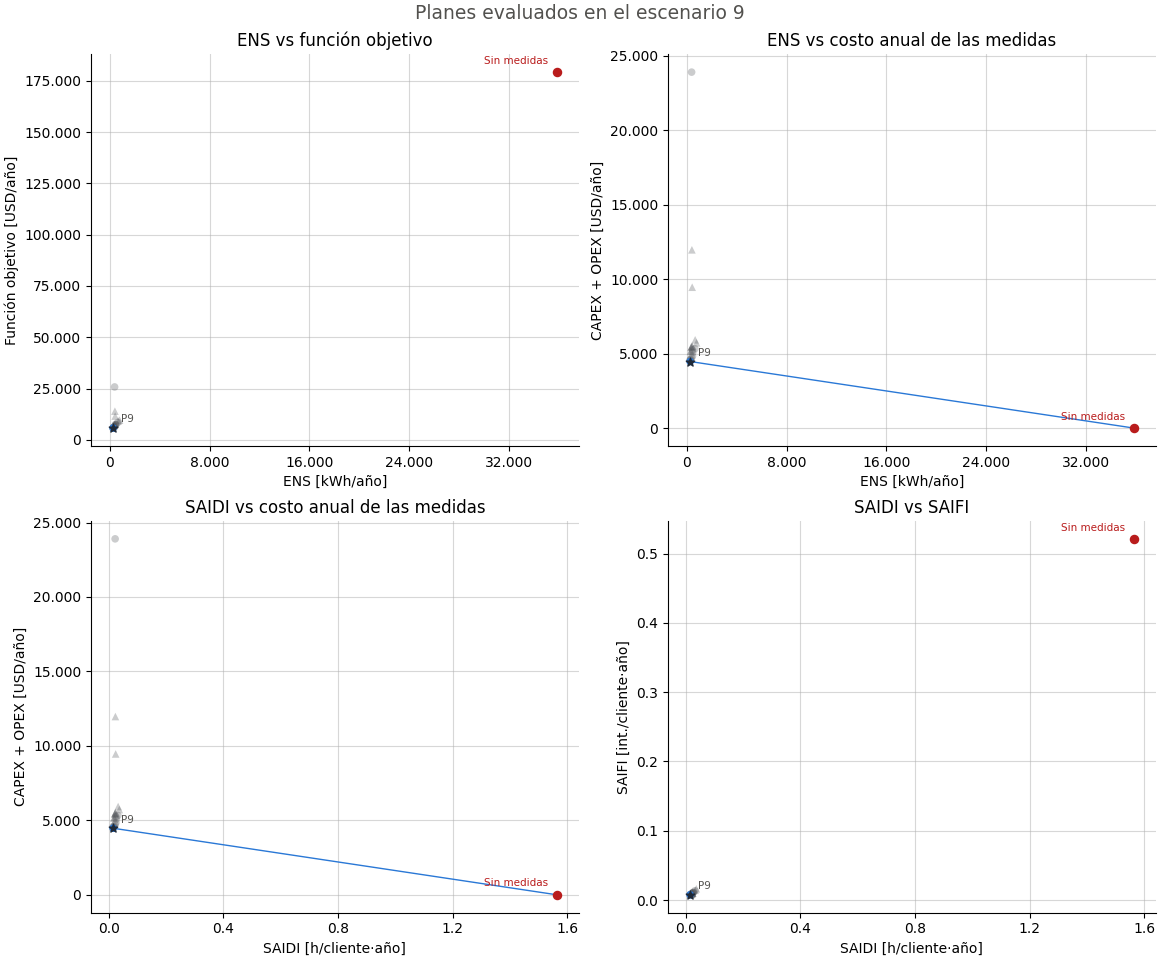 Planes evaluados en el escenario 9
ENS vs función objetivo
Función objetivo [USD/año]
175.000
150.000
125.000
100.000
75.000
50.000
25.000
0
Sin medidas
P9
0 8.000 16.000 24.000 32.000
ENS [kWh/año]
ENS vs costo anual de las medidas
CAPEX + OPEX [USD/año]
25.000
20.000
15.000
10.000
5.000
0
P9
Sin medidas
0 8.000 16.000 24.000 32.000
ENS [kWh/año]
SAIDI vs costo anual de las medidas
CAPEX + OPEX [USD/año]
25.000
20.000
15.000
10.000
5.000
0
P9
Sin medidas
0.0 0.4 0.8 1.2 1.6
SAIDI [h/cliente·año]
SAIDI vs SAIFI
SAIFI [int./cliente·año]
0.5
0.4
0.3
0.2
0.1
0.0
Sin medidas
P9
0.0 0.4 0.8 1.2 1.6
SAIDI [h/cliente·año]